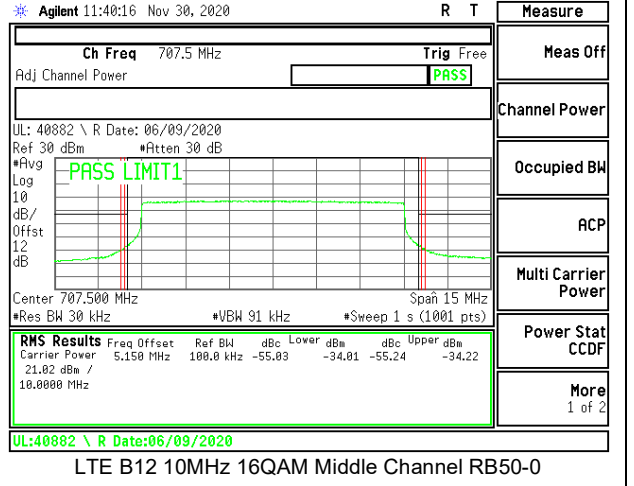 Agilent 11:40:16 Nov 30, 2020 R T
Measure
Ch Freq 707.5 MHz Trig Free
Meas Off
Adj Channel Power PASS
Channel Power
UL: 40882 \ R Date: 06/09/2020
Ref 30 dBm #Atten 30 dB
#Avg
Log
10
dB/
Offst
12
dB
PASS LIMIT1
Occupied BW
ACP
Multi Carrier
Power
Center 707.500 MHz Span 15 MHz
#Res BW 30 kHz #VBW 91 kHz #Sweep 1 s (1001 pts)
Power Stat
CCDF
RMS Results Freq Offset Ref BW dBc Lower dBm dBc Upper dBm
Carrier Power 5.150 MHz 100.0 kHz -55.03 -34.01 -55.24 -34.22
21.02 dBm /
10.0000 MHz
More
1 of 2
UL:40882 \ R Date:06/09/2020
LTE B12 10MHz 16QAM Middle Channel RB50-0